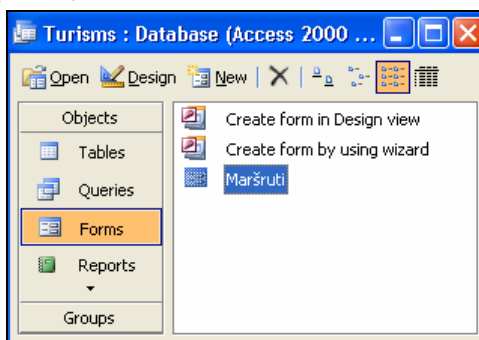 Turisms : Database (Access 2000 ...
Open Design New
Objects
Tables
Queries
Forms
Reports
Groups
Create form in Design view
Create form by using wizard
Maršruti